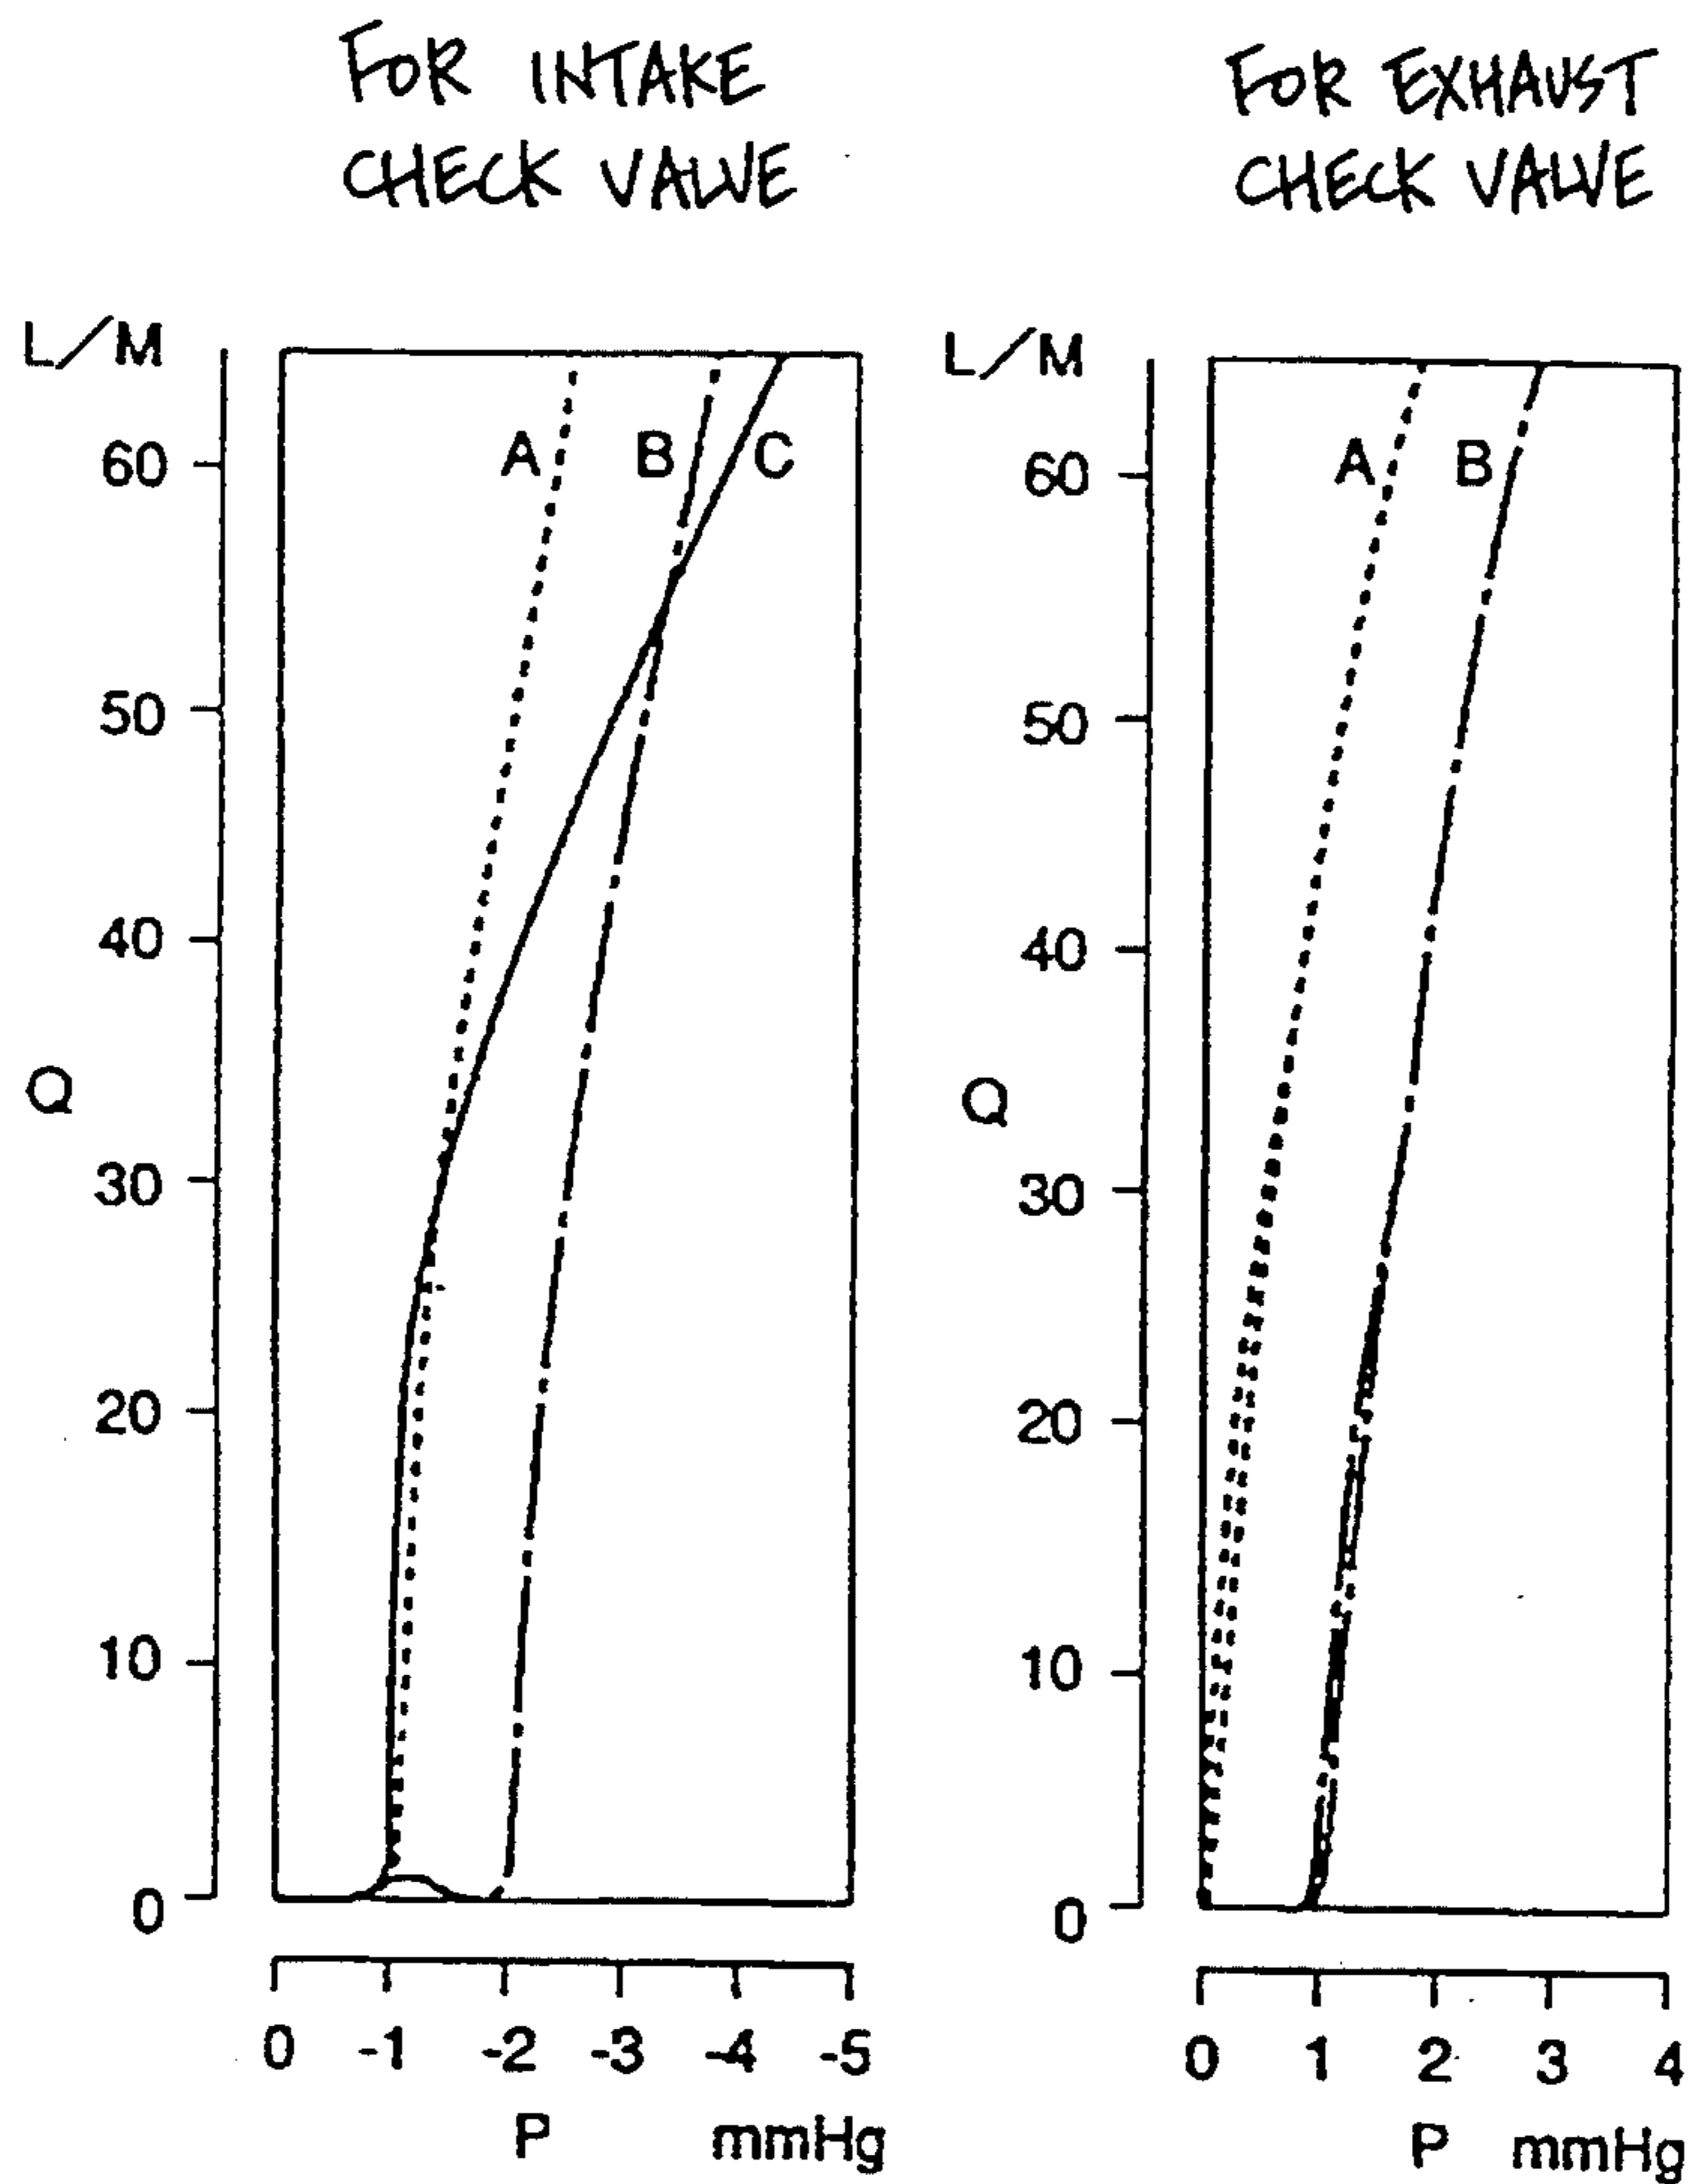 FOR INTAKE
CHECK VALVE
L/M
60
50
40
Q
30
20
10
0
A
B
C
0 -1 -2 -3 -4 -5
P mmHg
FOR EXHAUST
CHECK VALVE
L/M
60
50
40
Q
30
20
10
0
A
B
0 1 2 3 4
P mmHg